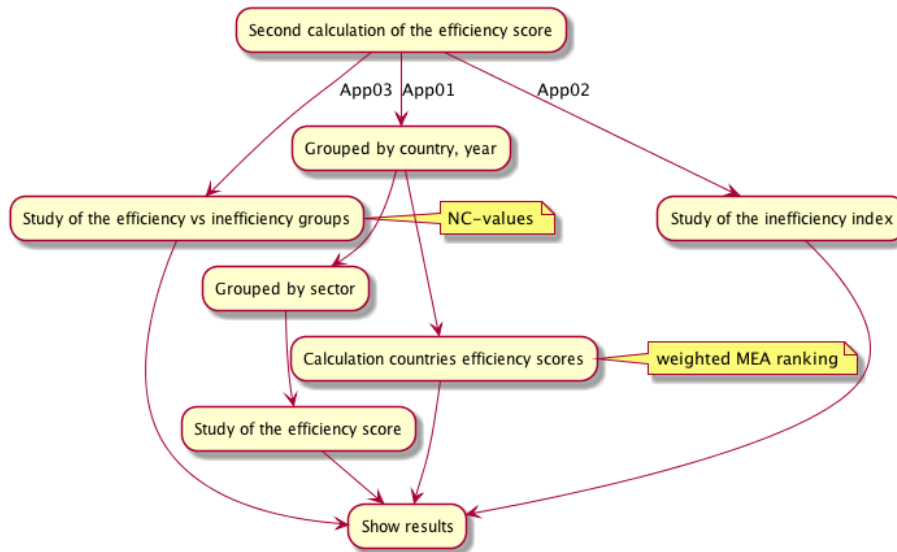 Second calculation of the efficiency score
App03
App01
App02
Grouped by country, year
Study of the efficiency vs inefficiency groups
NC-values
Study of the inefficiency index
Grouped by sector
Calculation countries efficiency scores
weighted MEA ranking
Study of the efficiency score
Show results